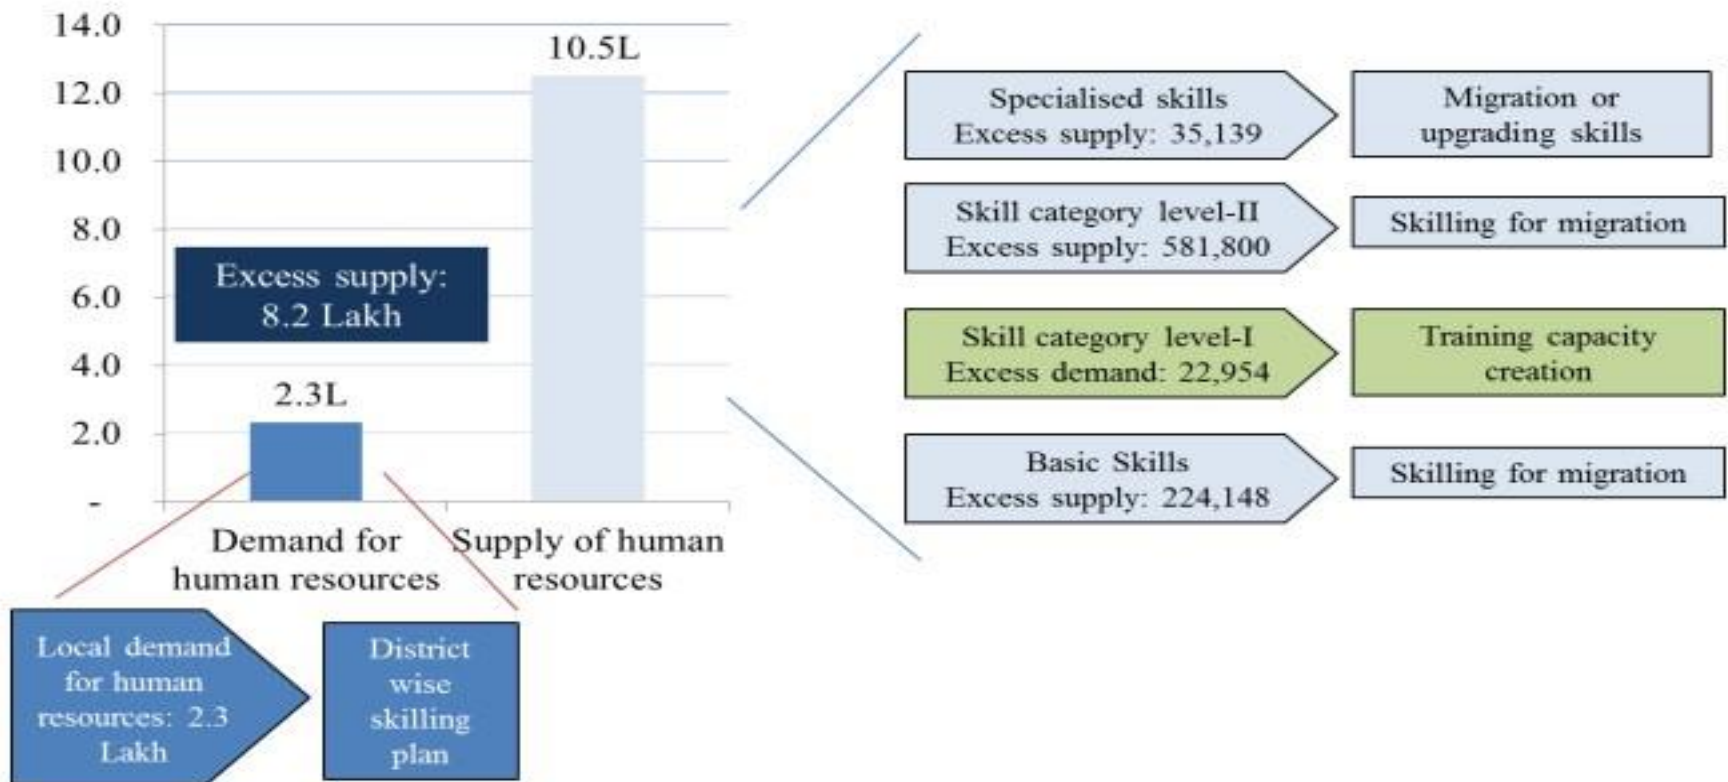 14.0
12.0
10.0
8.0
6.0
4.0
2.0
-
10.5L
Excess supply:
8.2 Lakh
2.3L
Demand for
human resources
Supply of human
resources
Local demand
for human
resources: 2.3
Lakh
District
wise
skilling
plan
Specialised skills
Excess supply: 35,139
Migration or
upgrading skills
Skill category level-II
Excess supply: 581,800
Skilling for migration
Skill category level-I
Excess demand: 22,954
Training capacity
creation
Basic Skills
Excess supply: 224,148
Skilling for migration